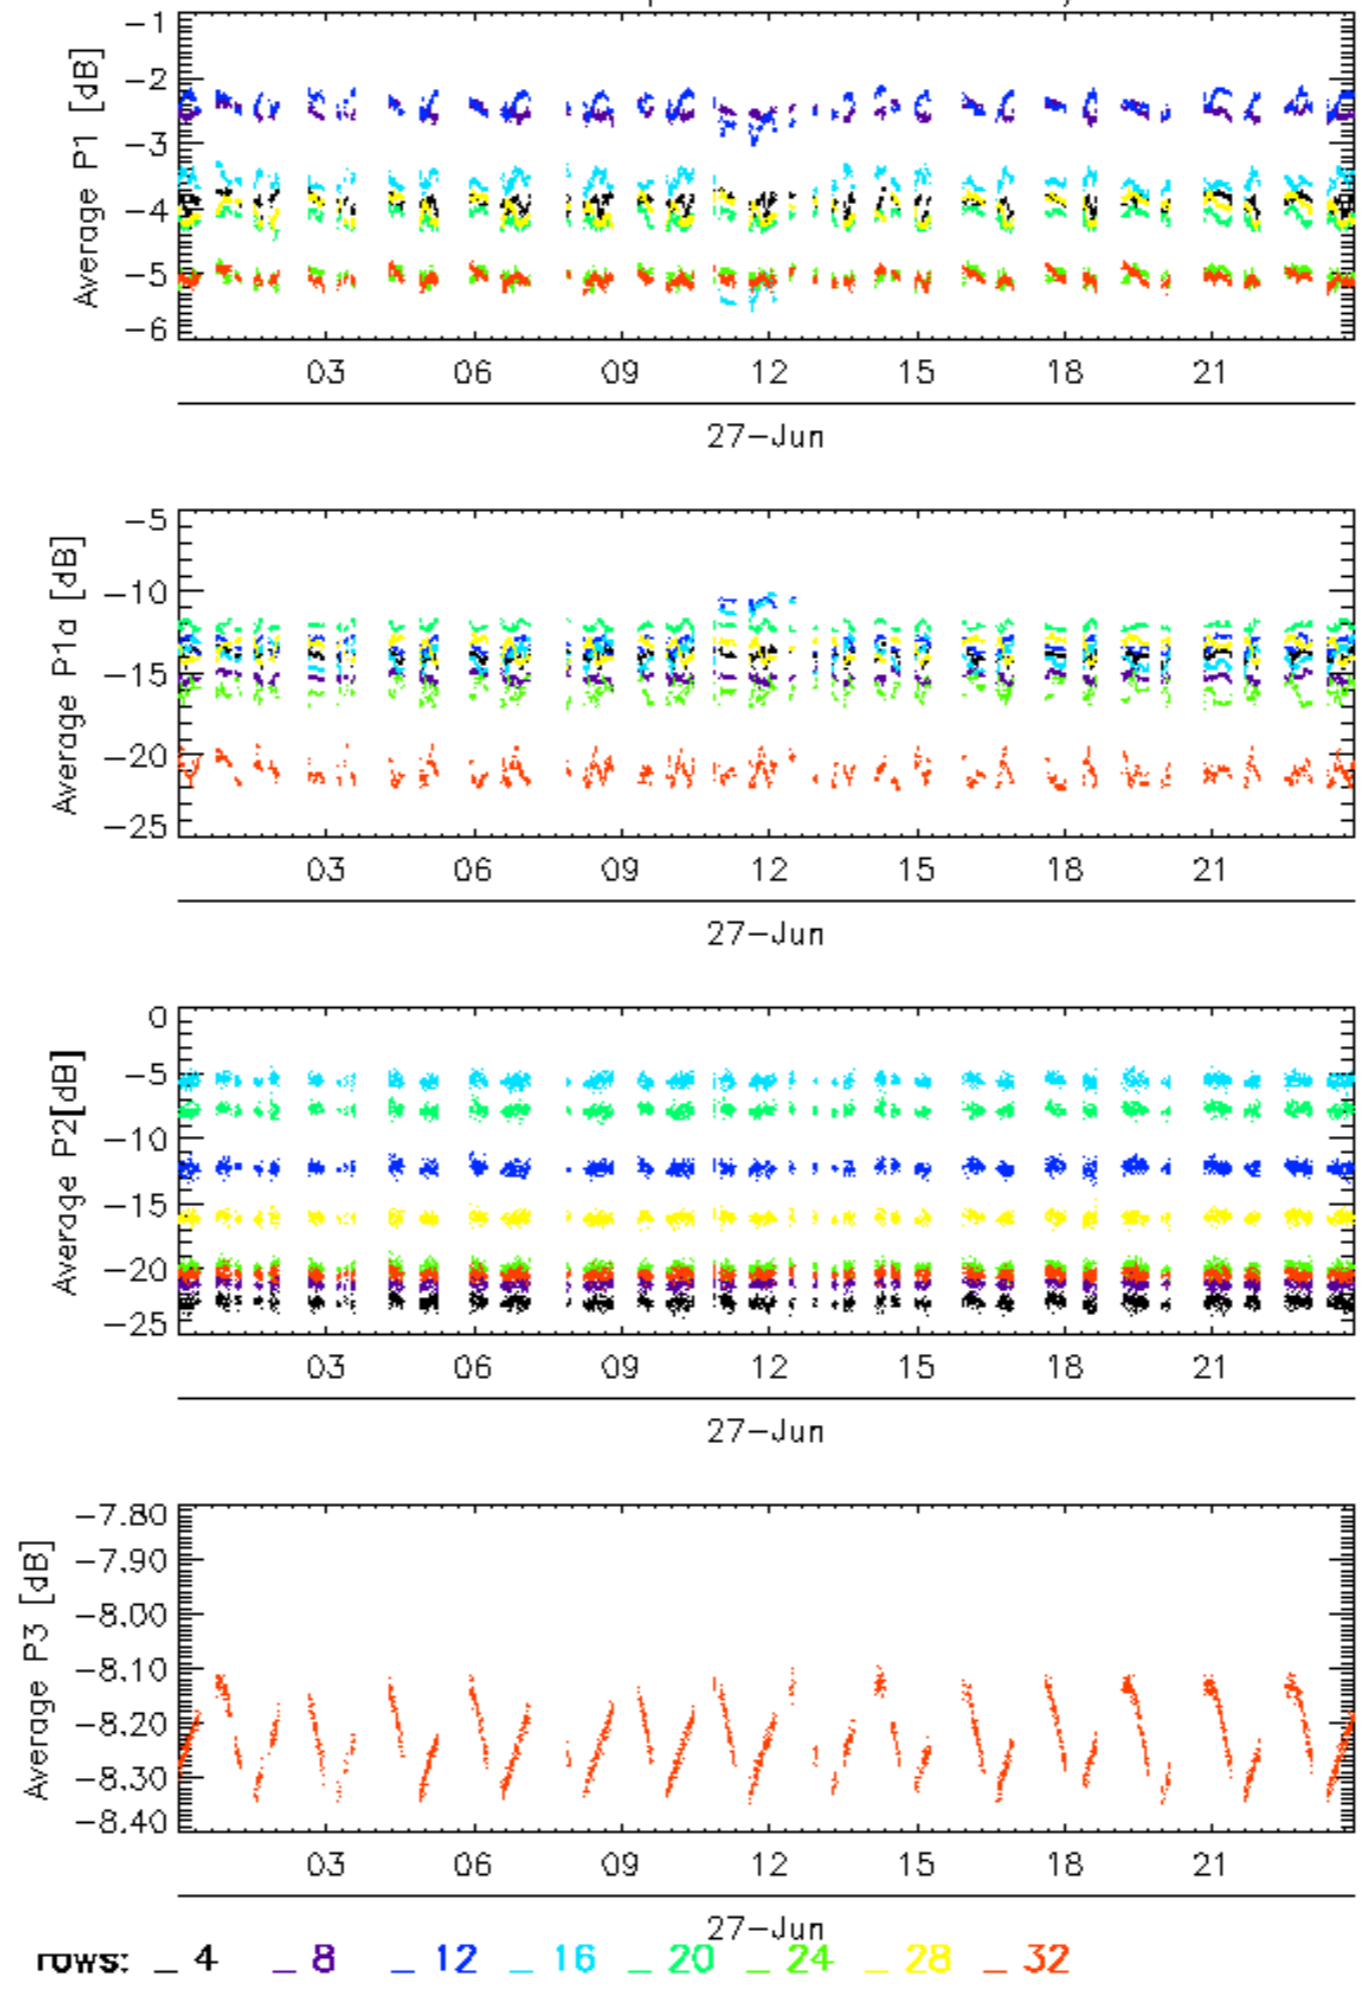 -1
-2
-3
-4
-5
-6
Average P1 [dB]
03 06 09 12 15 18 21
27-Jun
-5
-10
-15
-20
-25
Average P1a [dB]
03 06 09 12 15 18 21
27-Jun
0
-5
-10
-15
-20
-25
Average P2[dB]
03 06 09 12 15 18 21
27-Jun
-7.80
-7.90
-8.00
-8.10
-8.20
-8.30
-8.40
Average P3 [dB]
03 06 09 12 15 18 21
27-Jun
rows: _ 4 _ 8 _ 12 _ 16 _ 20 _ 24 _ 28 _ 32